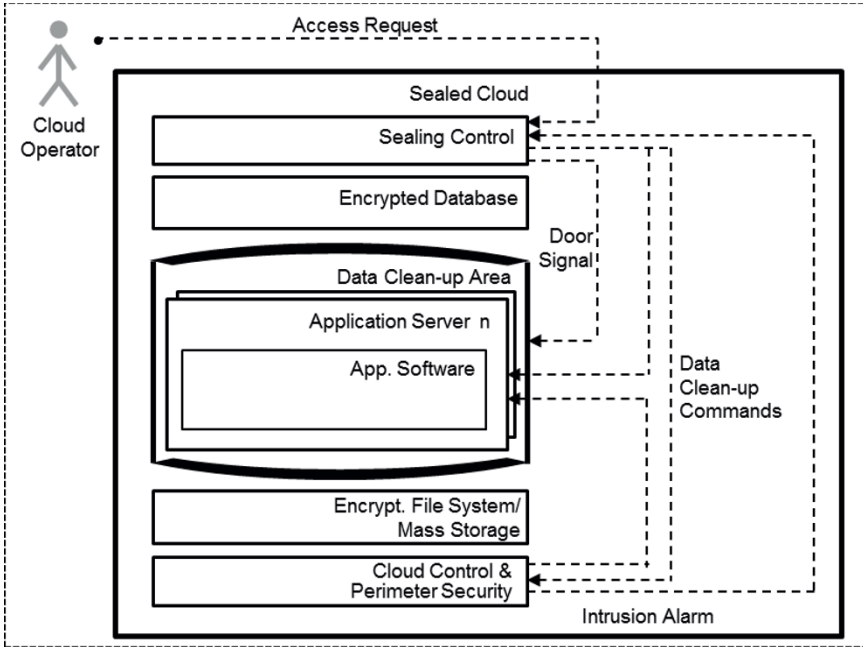 Access Request
Cloud
Operator
Sealed Cloud
Sealing Control
Encrypted Database
Door
Signal
Data Clean-up Area
Application Server n
App. Software
Data
Clean-up
Commands
Encrypt. File System/
Mass Storage
Cloud Control &
Perimeter Security
Intrusion Alarm